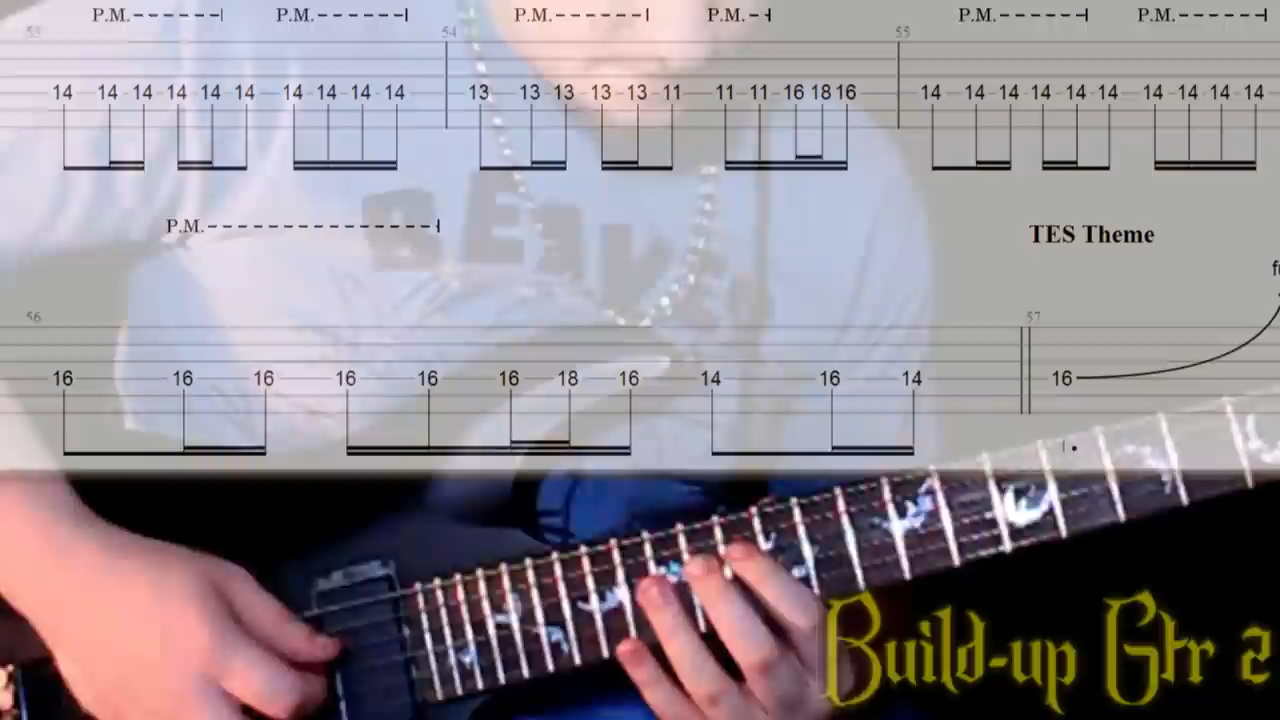 P.M. P.M. P.M. P.M. P.M. P.M.
53 54 55
14 14 14 14 14 14 14 14 14 14 13 13 13 13 13 11 11 11 16 18 16 14 14 14 14 14 14 14 14 14 14
BEAVE
P.M.
TES Theme
56 57
16 16 16 16 16 16 18 16 14 16 14 16
Build-up Gtr 2